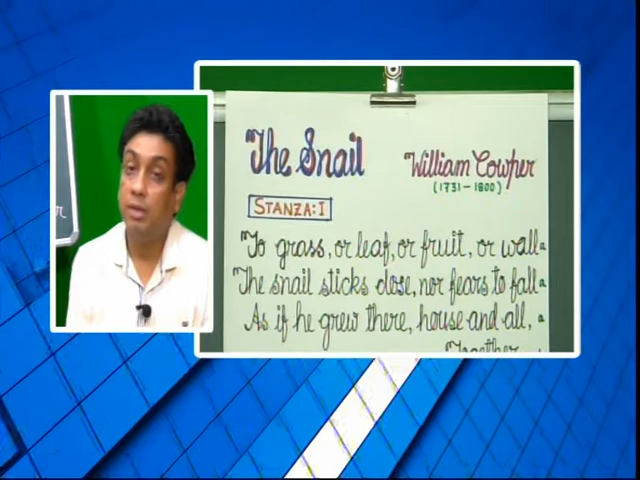 The Snail
William Cowper
(1731-1800)
STANZA:I
To grass, or leaf, or fruit, or wall a
The snail sticks close, nor fears to fall a
As if he grew there, house and all, a
Together